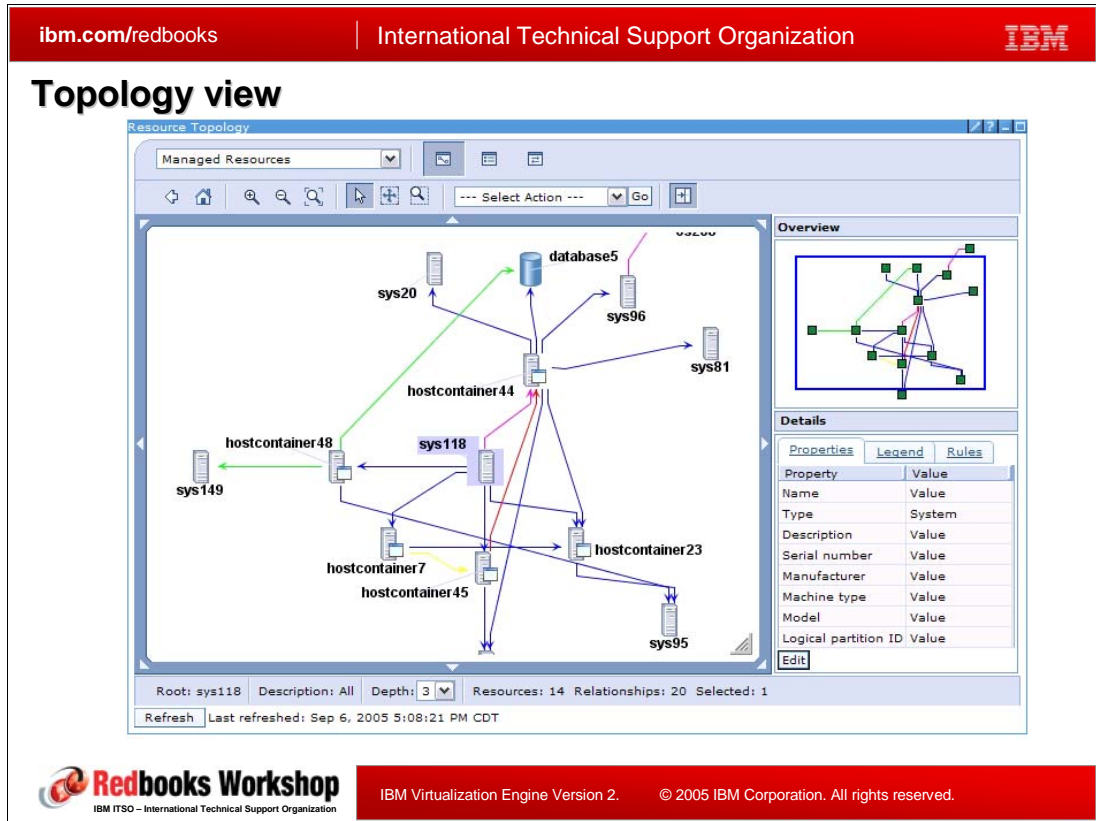 ibm.com/redbooks
International Technical Support Organization
IBM
Topology view
Resource Topology
Managed Resources
--- Select Action ---
Go
Overview
database5
sys20
sys96
sys81
hostcontainer44
hostcontainer48
sys118
sys149
hostcontainer23
hostcontainer7
hostcontainer45
sys95
Details
Properties Legend Rules
Property Value
Name Value
Type System
Description Value
Serial number Value
Manufacturer Value
Machine type Value
Model Value
Logical partition ID Value
Edit
Root: sys118 Description: All Depth: 3 Resources: 14 Relationships: 20 Selected: 1
Refresh Last refreshed: Sep 6, 2005 5:08:21 PM CDT
Redbooks Workshop
IBM ITSO – International Technical Support Organization
IBM Virtualization Engine Version 2. © 2005 IBM Corporation. All rights reserved.